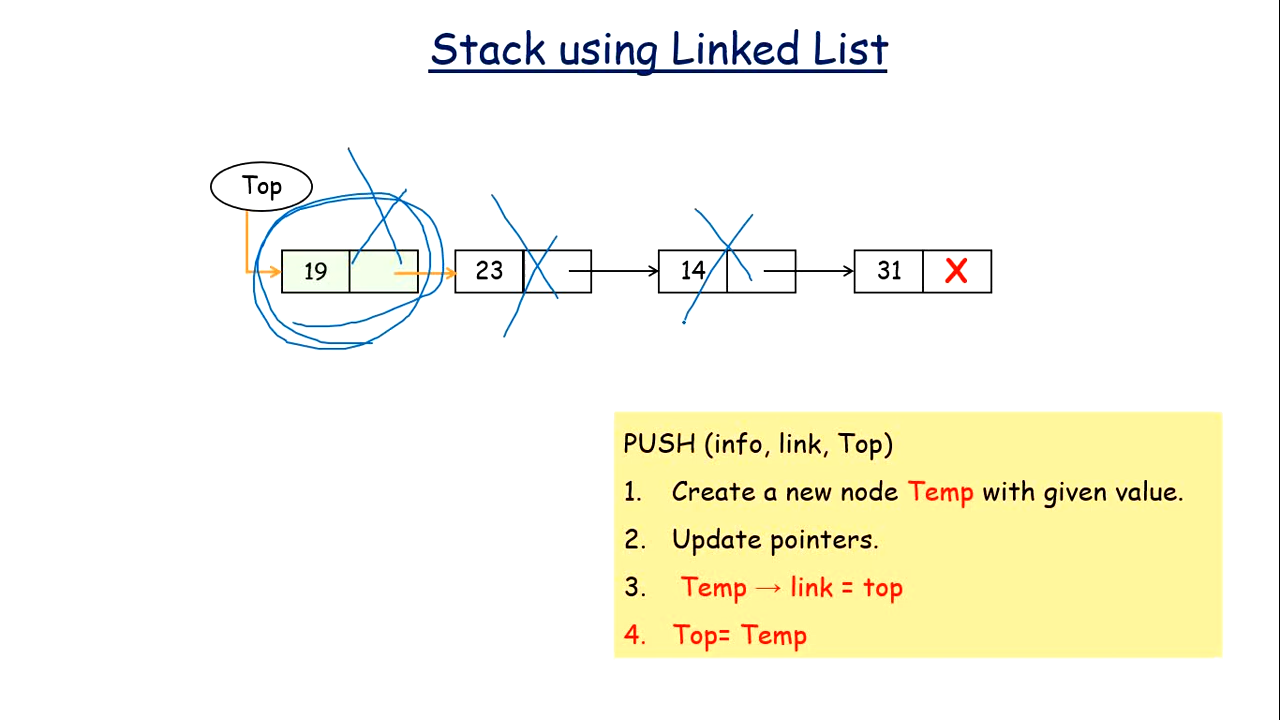 Stack using Linked List
Top
19 23 14 31 X
PUSH (info, link, Top)
1. Create a new node Temp with given value.
2. Update pointers.
3. Temp → link = top
4. Top= Temp